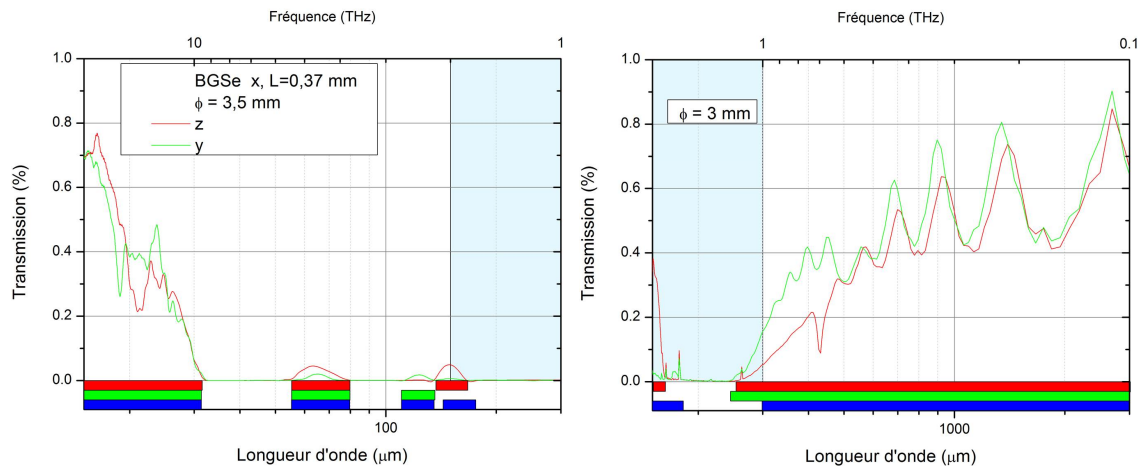 Fréquence (THz)
10
1
1.0
0.8
0.6
0.4
0.2
0.0
Transmission (%)
BGSe x, L=0,37 mm
ϕ = 3,5 mm
z
y
100
Longueur d'onde (µm)
Fréquence (THz)
1
0.1
1.0
0.8
0.6
0.4
0.2
0.0
Transmission (%)
ϕ = 3 mm
1000
Longueur d'onde (µm)